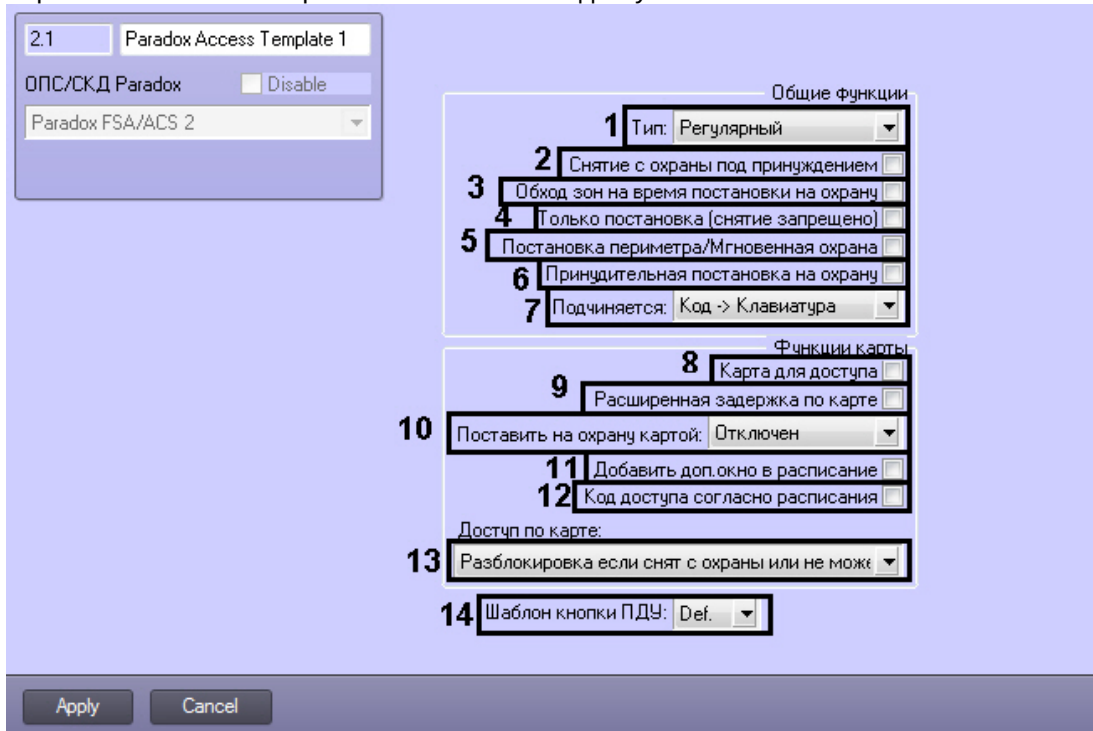 2.1 Paradox Access Template 1
ОПС/СКД Paradox Disable
Paradox FSA/ACS 2
Общие функции
1 Тип: Регулярный
2 Снятие с охраны под принуждением
3 Обход зон на время постановки на охрану
4 Только постановка (снятие запрещено)
5 Постановка периметра/Мгновенная охрана
6 Принудительная постановка на охрану
7 Подчиняется: Код -> Клавиатура
Функции карты
8 Карта для доступа
9 Расширенная задержка по карте
10 Поставить на охрану картой: Отключен
11 Добавить доп.окно в расписание
12 Код доступа согласно расписания
Доступ по карте:
13 Разблокировка если снят с охраны или не може
14 Шаблон кнопки ПДУ: Def.
Apply Cancel